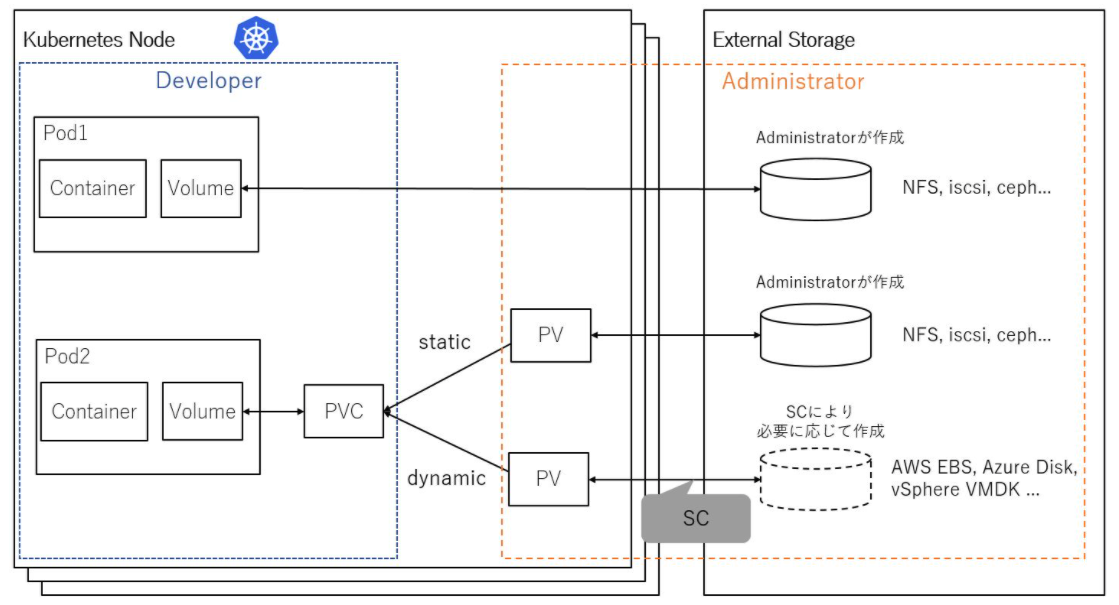 Kubernetes Node
External Storage
Developer
Administrator
Pod1
Container
Volume
Administratorが作成
NFS, iscsi, ceph...
Administratorが作成
NFS, iscsi, ceph...
static
PV
Pod2
Container
Volume
PVC
dynamic
PV
SC
SCにより
必要に応じて作成
AWS EBS, Azure Disk,
vSphere VMDK ...